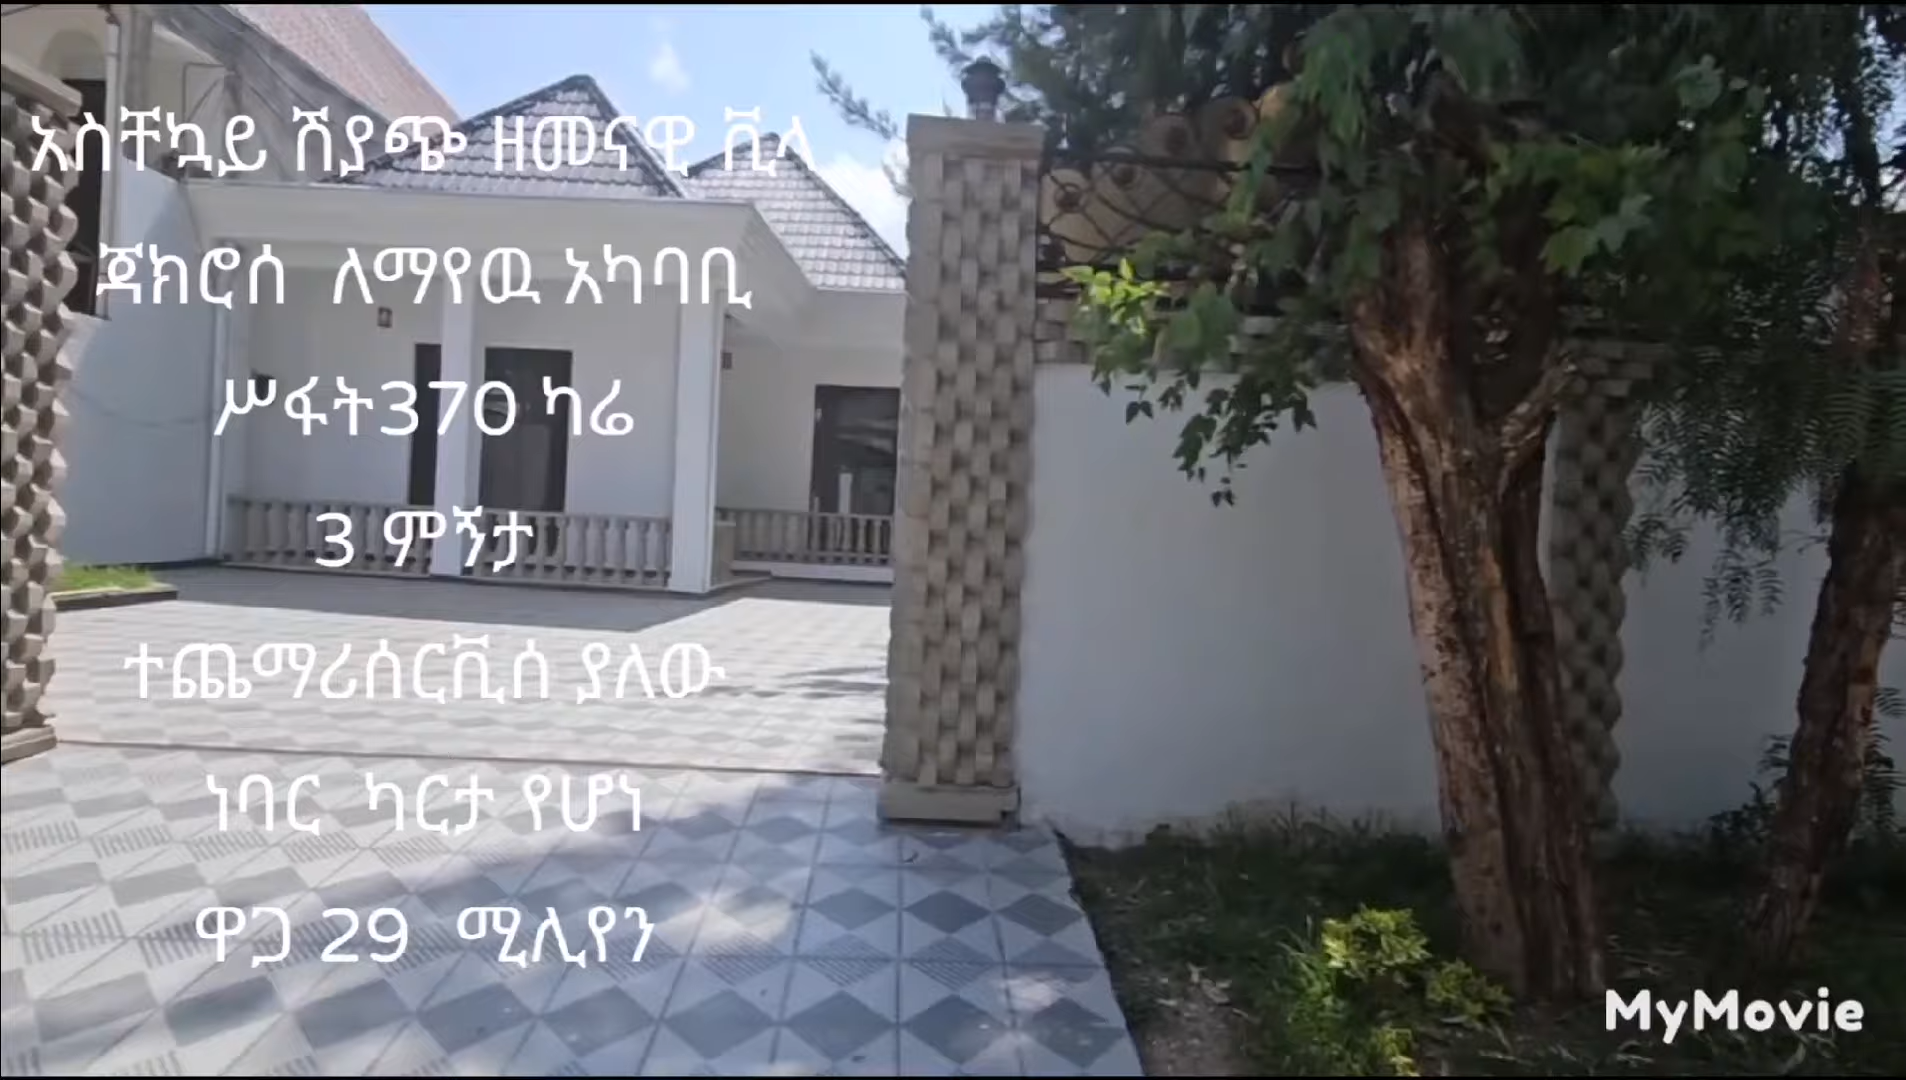 አስቸኳይ ሽያጭ ዘመናዊ ቪላ
ጃክሮሰ ለማየዉ አካባቢ
ሥፋት370 ካሬ
3 ምኝታ
ተጨማሪሰርቪሰ ያለው
ነባር ካርታ የሆነ
ዋጋ 29 ሚሊየን
MyMovie